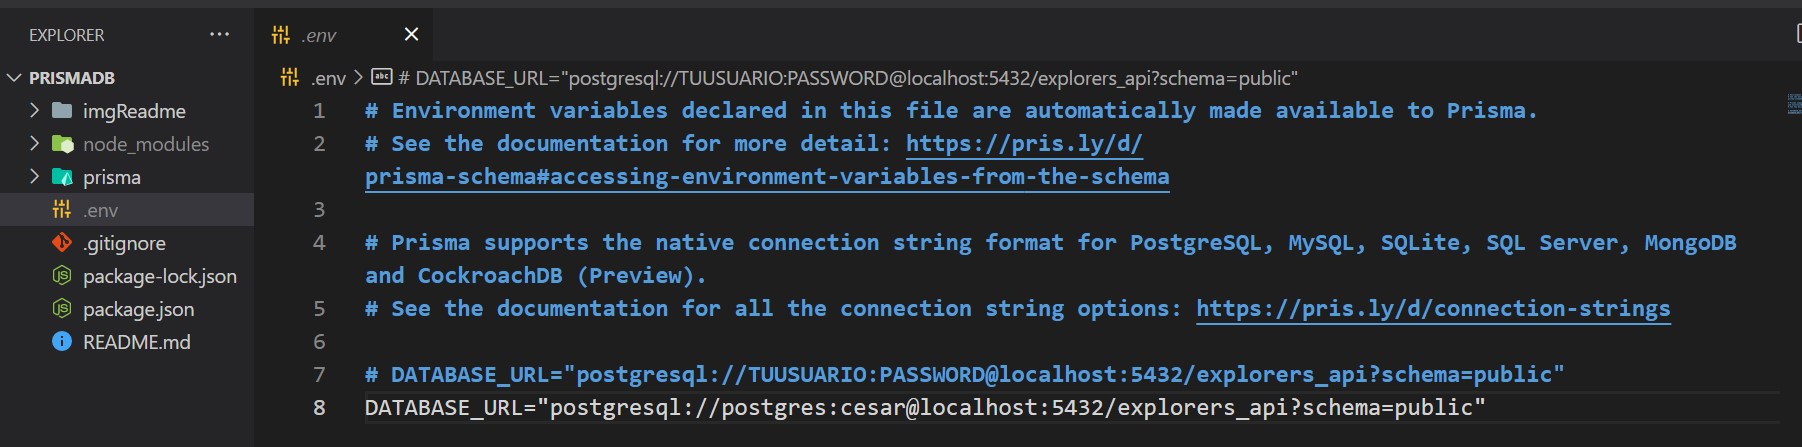 EXPLORER
PRISMADB
imgReadme
node_modules
prisma
.env
.gitignore
package-lock.json
package.json
README.md
.env
.env > # DATABASE_URL="postgresql://TUUSUARIO:PASSWORD@localhost:5432/explorers_api?schema=public"
1 # Environment variables declared in this file are automatically made available to Prisma.
2 # See the documentation for more detail: https://pris.ly/d/
prisma-schema#accessing-environment-variables-from-the-schema
3
4 # Prisma supports the native connection string format for PostgreSQL, MySQL, SQLite, SQL Server, MongoDB
and CockroachDB (Preview).
5 # See the documentation for all the connection string options: https://pris.ly/d/connection-strings
6
7 # DATABASE_URL="postgresql://TUUSUARIO:PASSWORD@localhost:5432/explorers_api?schema=public"
8 DATABASE_URL="postgresql://postgres:cesar@localhost:5432/explorers_api?schema=public"